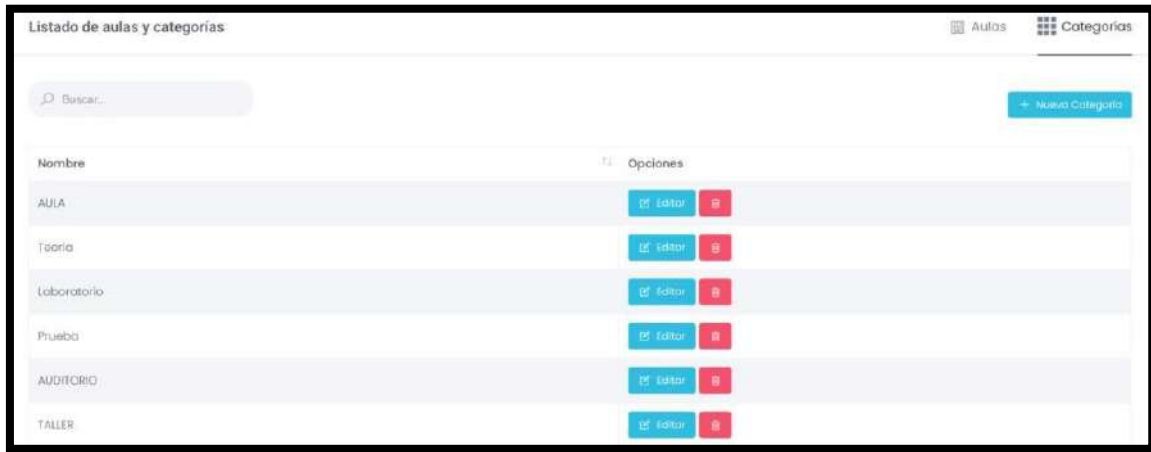 Listado de aulas y categorías
Aulas
Categorías
Buscar...
+ Nueva Categoría
Nombre
Opciones
AULA
Editar
Teoría
Editar
Laboratorio
Editar
Prueba
Editar
AUDITORIO
Editar
TALLER
Editar